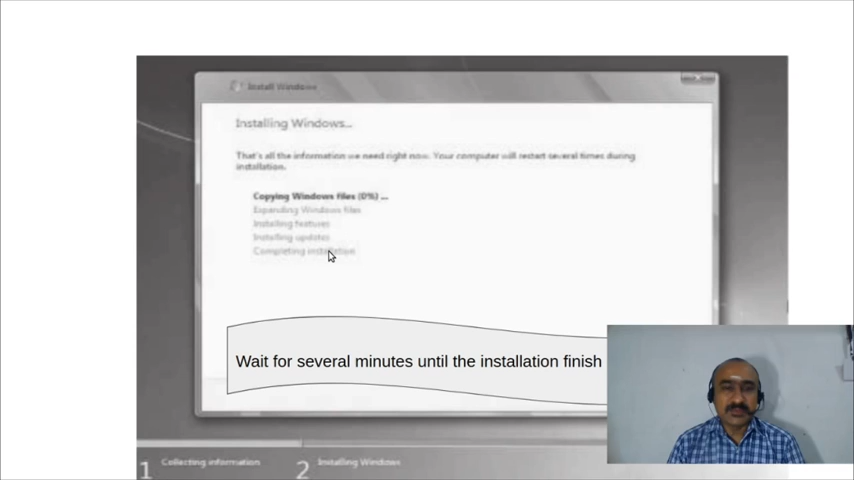 Install Windows
Installing Windows...
That's all the information we need right now. Your computer will restart several times during
installation.
Copying Windows files (0%) ...
Expanding Windows files
Installing features
Installing updates
Completing installation
Wait for several minutes until the installation finish
1 Collecting information
2 Installing Windows